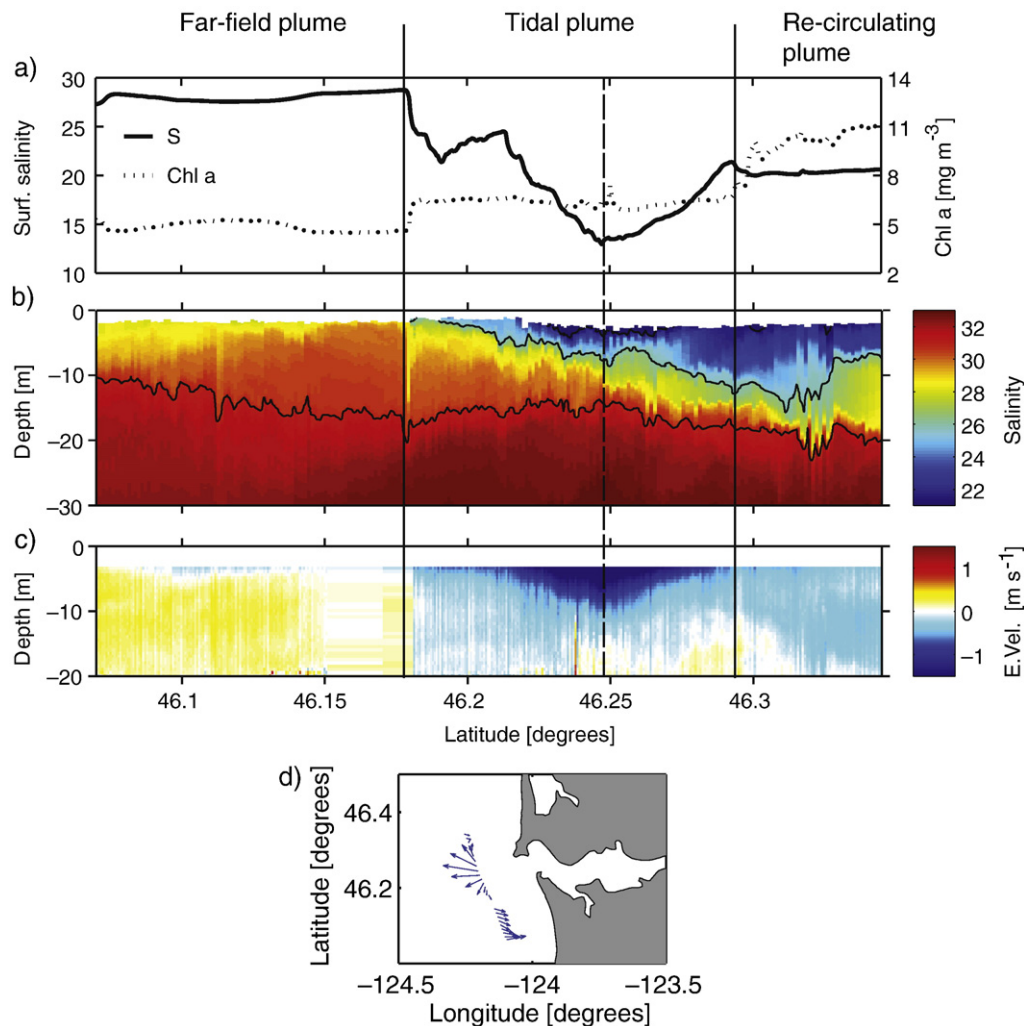 Far-field plume Tidal plume Re-circulating
plume
a)
30
25
20
15
10
Surf. salinity
S
Chl a
14
11
8
5
2
Chl a [mg m⁻³]
b)
0
−10
−20
−30
Depth [m]
32
30
28
26
24
22
Salinity
c)
0
−10
−20
Depth [m]
1
0
−1
E.Vel. [m s⁻¹]
46.1 46.15 46.2 46.25 46.3
Latitude [degrees]
d)
46.4
46.2
Latitude [degrees]
−124.5 −124 −123.5
Longitude [degrees]